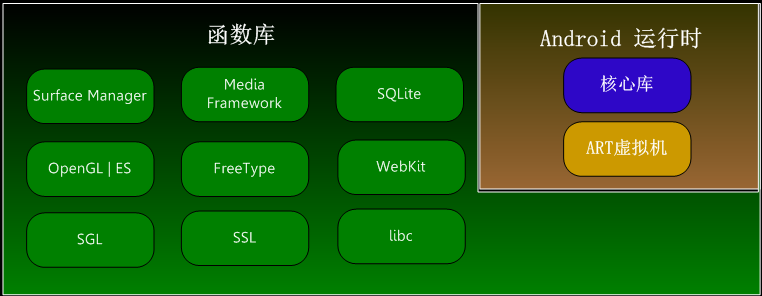 函数库
Surface Manager
Media
Framework
SQLite
OpenGL | ES
FreeType
WebKit
SGL
SSL
libc
Android 运行时
核心库
ART虚拟机